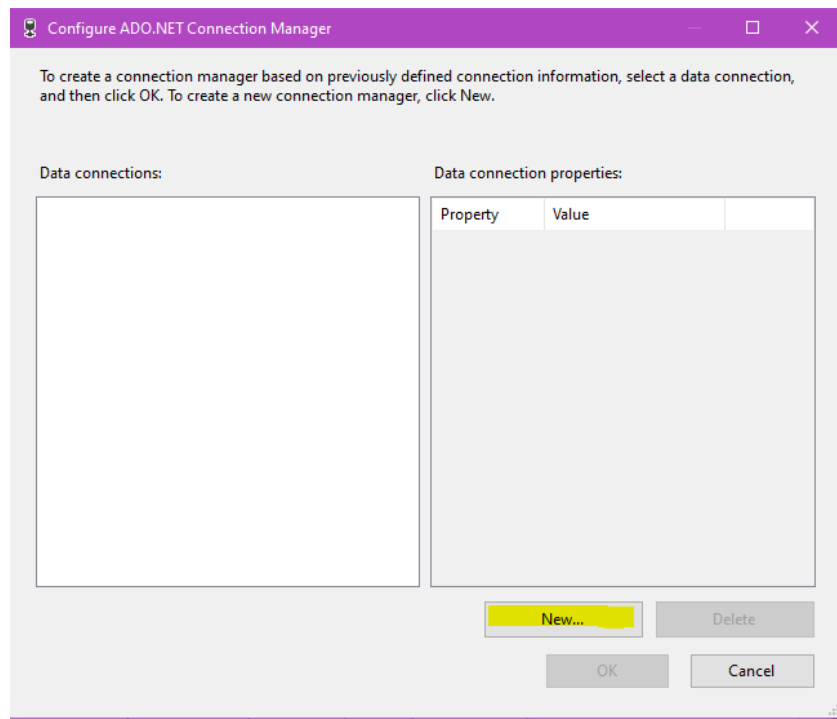 Configure ADO.NET Connection Manager
To create a connection manager based on previously defined connection information, select a data connection,
and then click OK. To create a new connection manager, click New.
Data connections:
Data connection properties:
Property
Value
New...
Delete
OK
Cancel